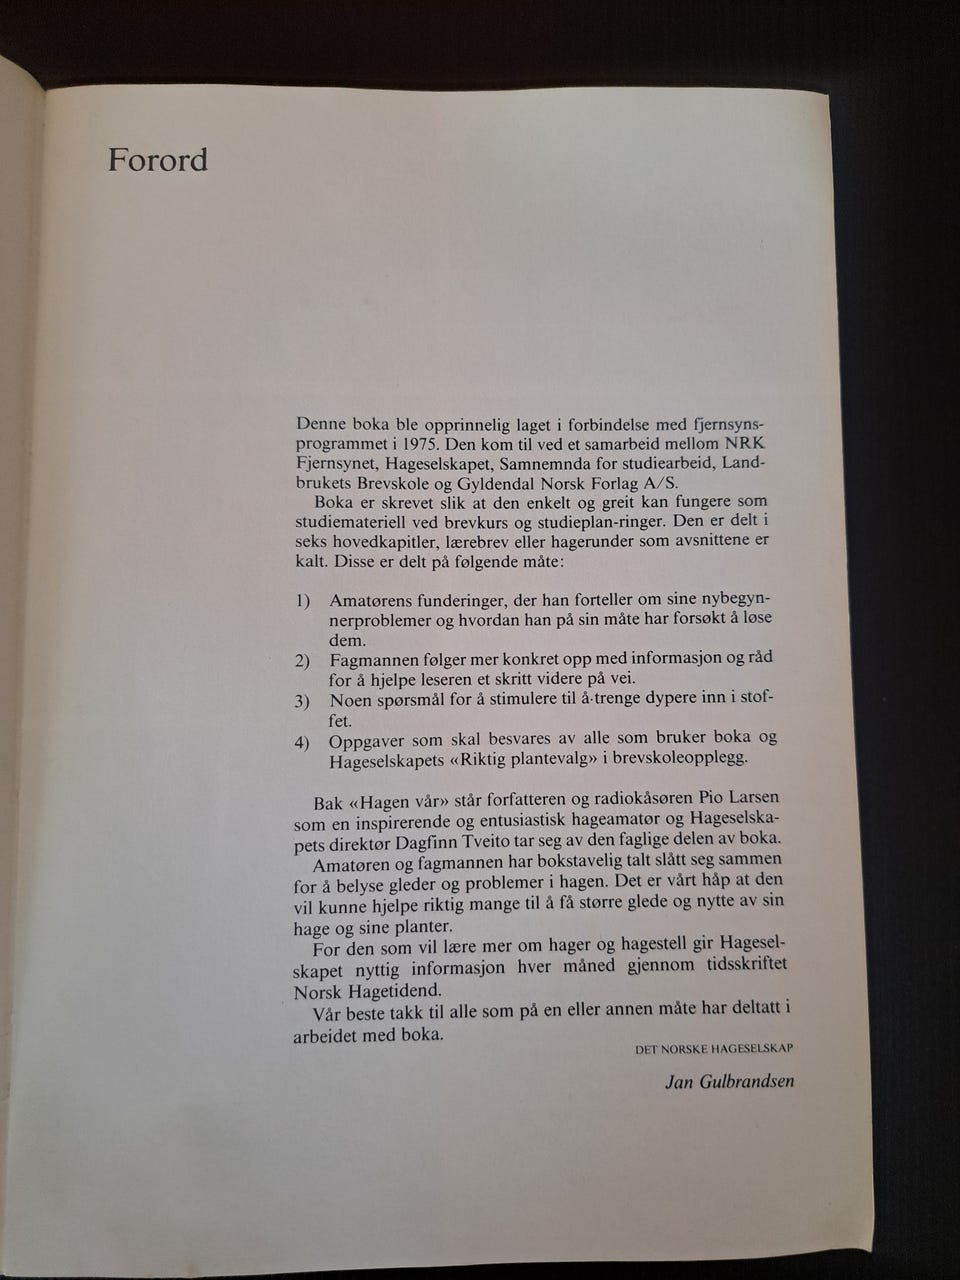 Forord
Denne boka ble opprinnelig laget i forbindelse med fjernsyns-
programmet i 1975. Den kom til ved et samarbeid mellom NRK
Fjernsynet, Hageselskapet, Samnemnda for studiearbeid, Land-
brukets Brevskole og Gyldendal Norsk Forlag A/S.
Boka er skrevet slik at den enkelt og greit kan fungere som
studiemateriell ved brevkurs og studieplan-ringer. Den er delt i
seks hovedkapitler, lærebrev eller hagerunder som avsnittene er
kalt. Disse er delt på følgende måte:
1) Amatørens funderinger, der han forteller om sine nybegyn-
nerproblemer og hvordan han på sin måte har forsøkt å løse
dem.
2) Fagmannen følger mer konkret opp med informasjon og råd
for å hjelpe leseren et skritt videre på vei.
3) Noen spørsmål for å stimulere til å trenge dypere inn i stof-
fet.
4) Oppgaver som skal besvares av alle som bruker boka og
Hageselskapets «Riktig plantevalg» i brevskoleopplegg.
Bak «Hagen vår» står forfatteren og radiokåsøren Pio Larsen
som en inspirerende og entusiastisk hageamatør og Hageselska-
pets direktør Dagfinn Tveito tar seg av den faglige delen av boka.
Amatøren og fagmannen har bokstavelig talt slått seg sammen
for å belyse gleder og problemer i hagen. Det er vårt håp at den
vil kunne hjelpe riktig mange til å få større glede og nytte av sin
hage og sine planter.
For den som vil lære mer om hager og hagestell gir Hagesel-
skapet nyttig informasjon hver måned gjennom tidsskriftet
Norsk Hagetidend.
Vår beste takk til alle som på en eller annen måte har deltatt i
arbeidet med boka.
DET NORSKE HAGESELSKAP
Jan Gulbrandsen